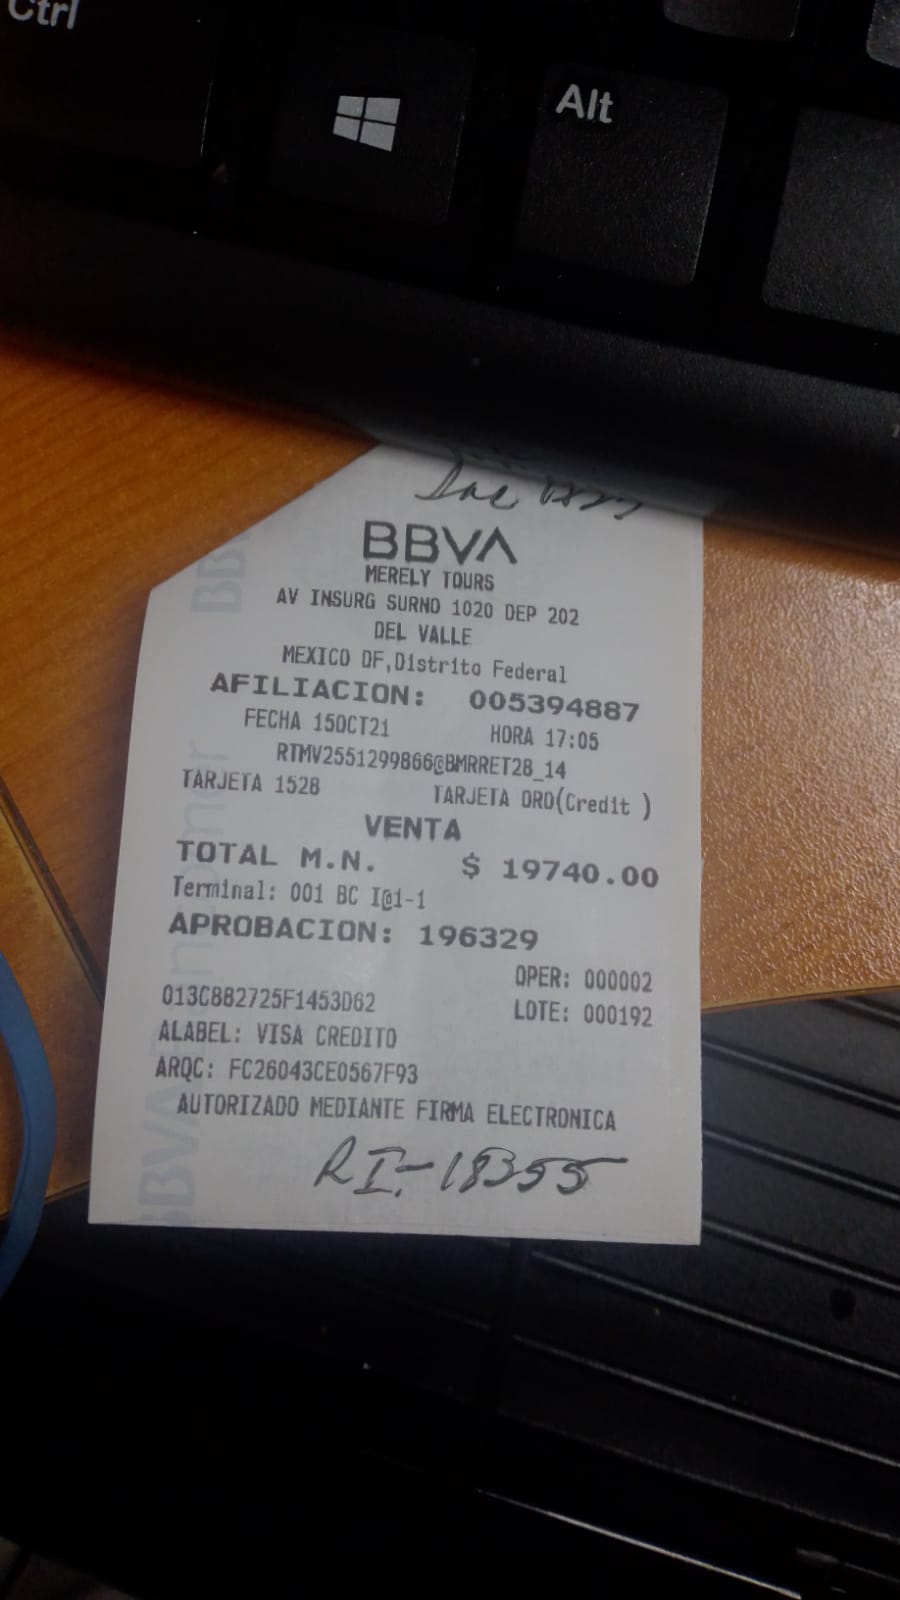 Ctrl
Alt
BBVA
MERELY TOURS
AV INSURG SURNO 1020 DEP 202
DEL VALLE
MEXICO DF,Distrito Federal
AFILIACION: 005394887
FECHA 15OCT21 HORA 17:05
RTMV2551299866@BMRRET28_14
TARJETA 1528 TARJETA ORO(Credit )
VENTA
TOTAL M.N. $ 19740.00
Terminal: 001 BC I@1-1
APROBACION: 196329
OPER: 000002
013C882725F1453D62 LOTE: 000192
ALABEL: VISA CREDITO
ARQC: FC26043CE0567F93
AUTORIZADO MEDIANTE FIRMA ELECTRONICA
RI.-18355